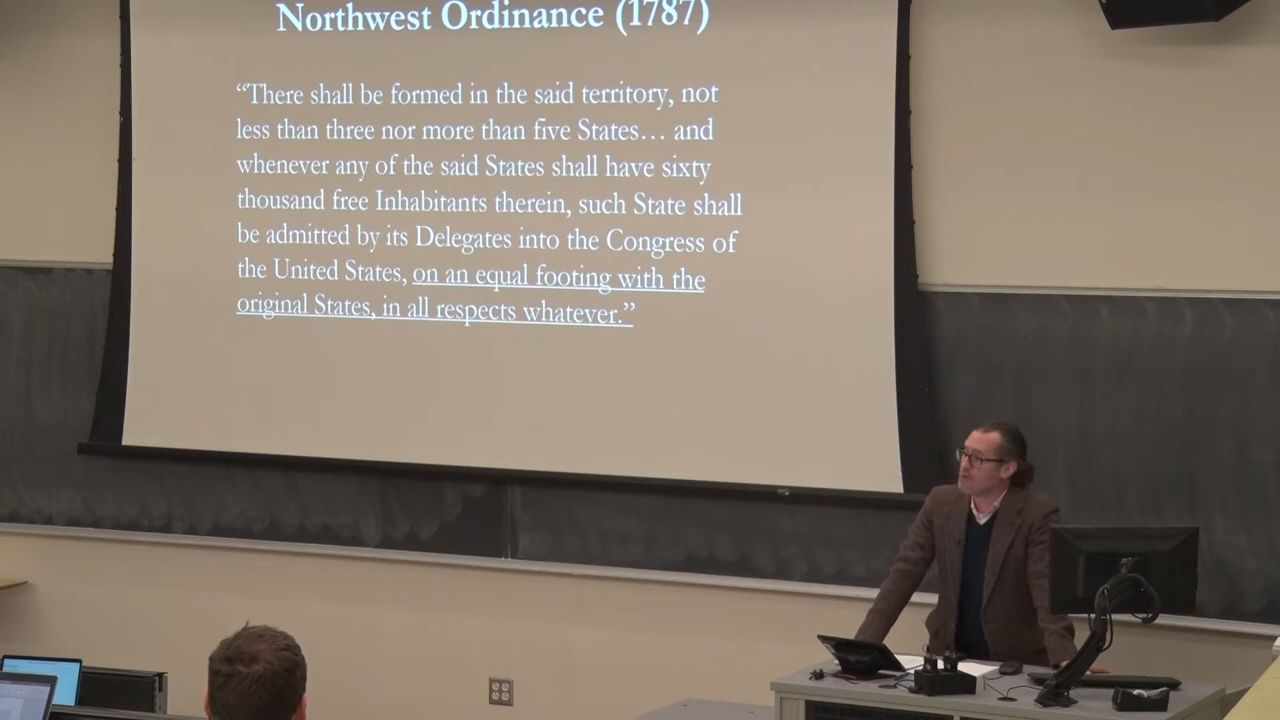 Northwest Ordinance (1787)
“There shall be formed in the said territory, not
less than three nor more than five States… and
whenever any of the said States shall have sixty
thousand free Inhabitants therein, such State shall
be admitted by its Delegates into the Congress of
the United States, on an equal footing with the
original States, in all respects whatever.”